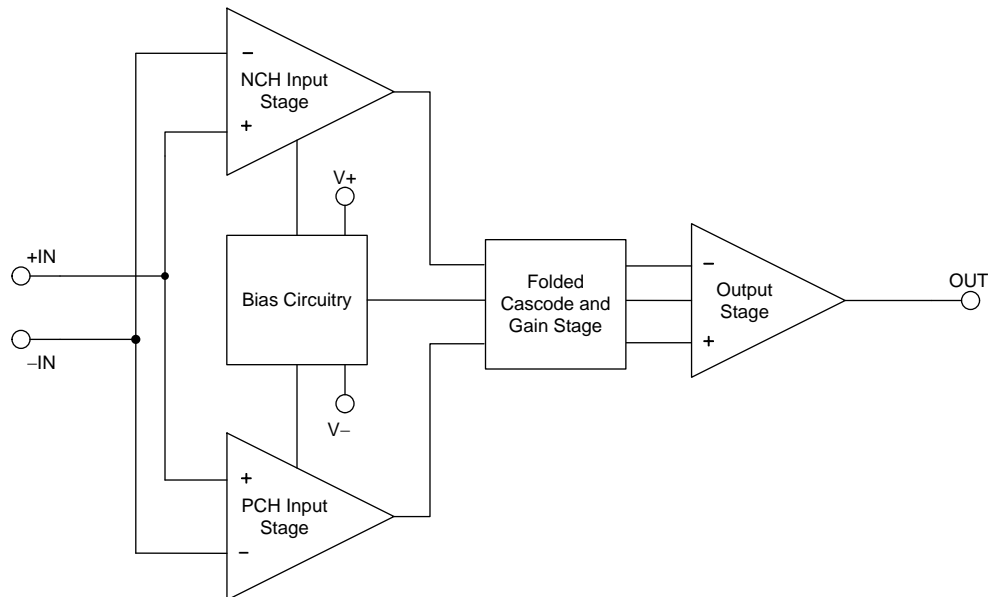 −
NCH Input
Stage
+
V+
+IN
Bias Circuitry
−IN
V−
+
PCH Input
Stage
−
Folded
Cascode and
Gain Stage
−
Output
Stage
+
OUT